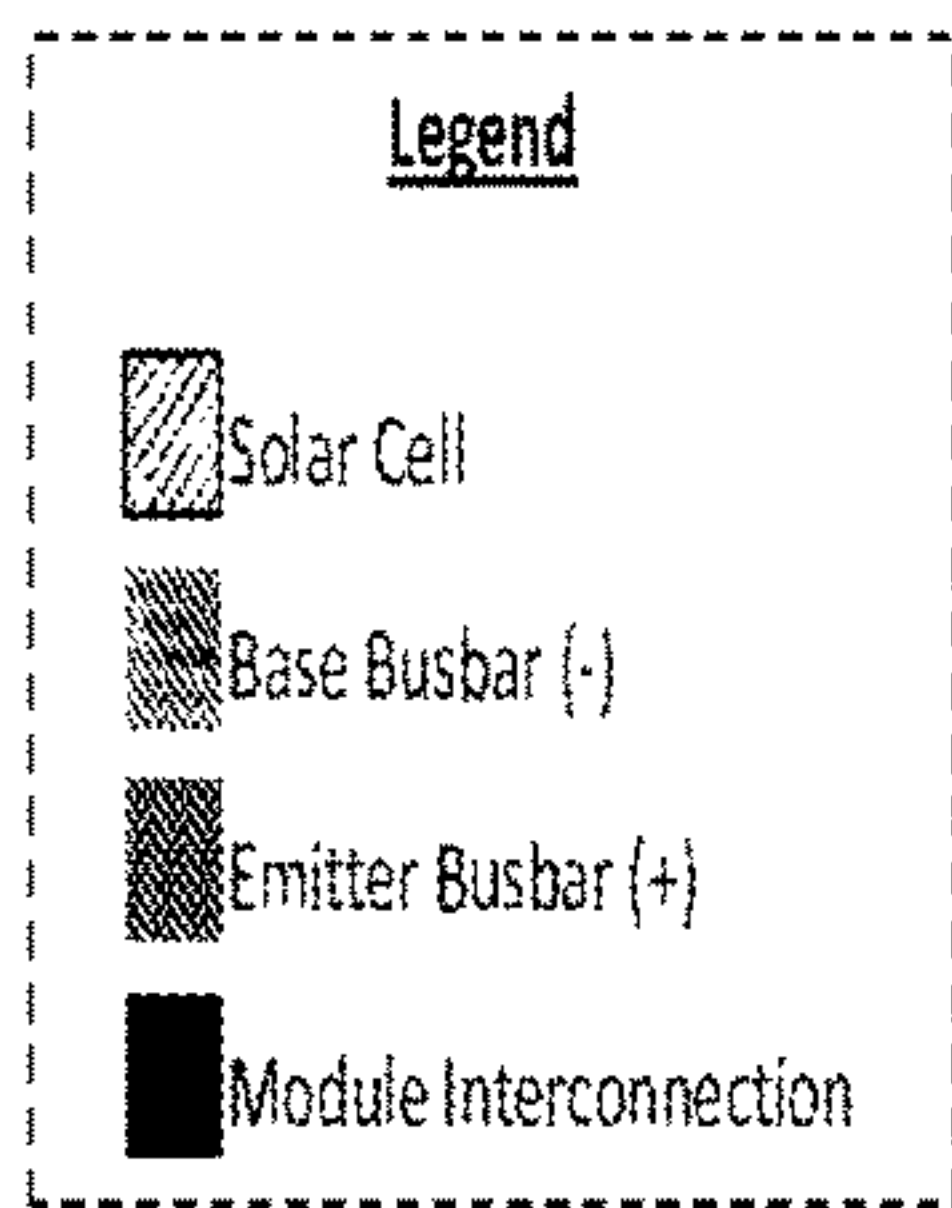 Legend
Solar Cell
Base Busbar (-)
Emitter Busbar (+)
Module Interconnection